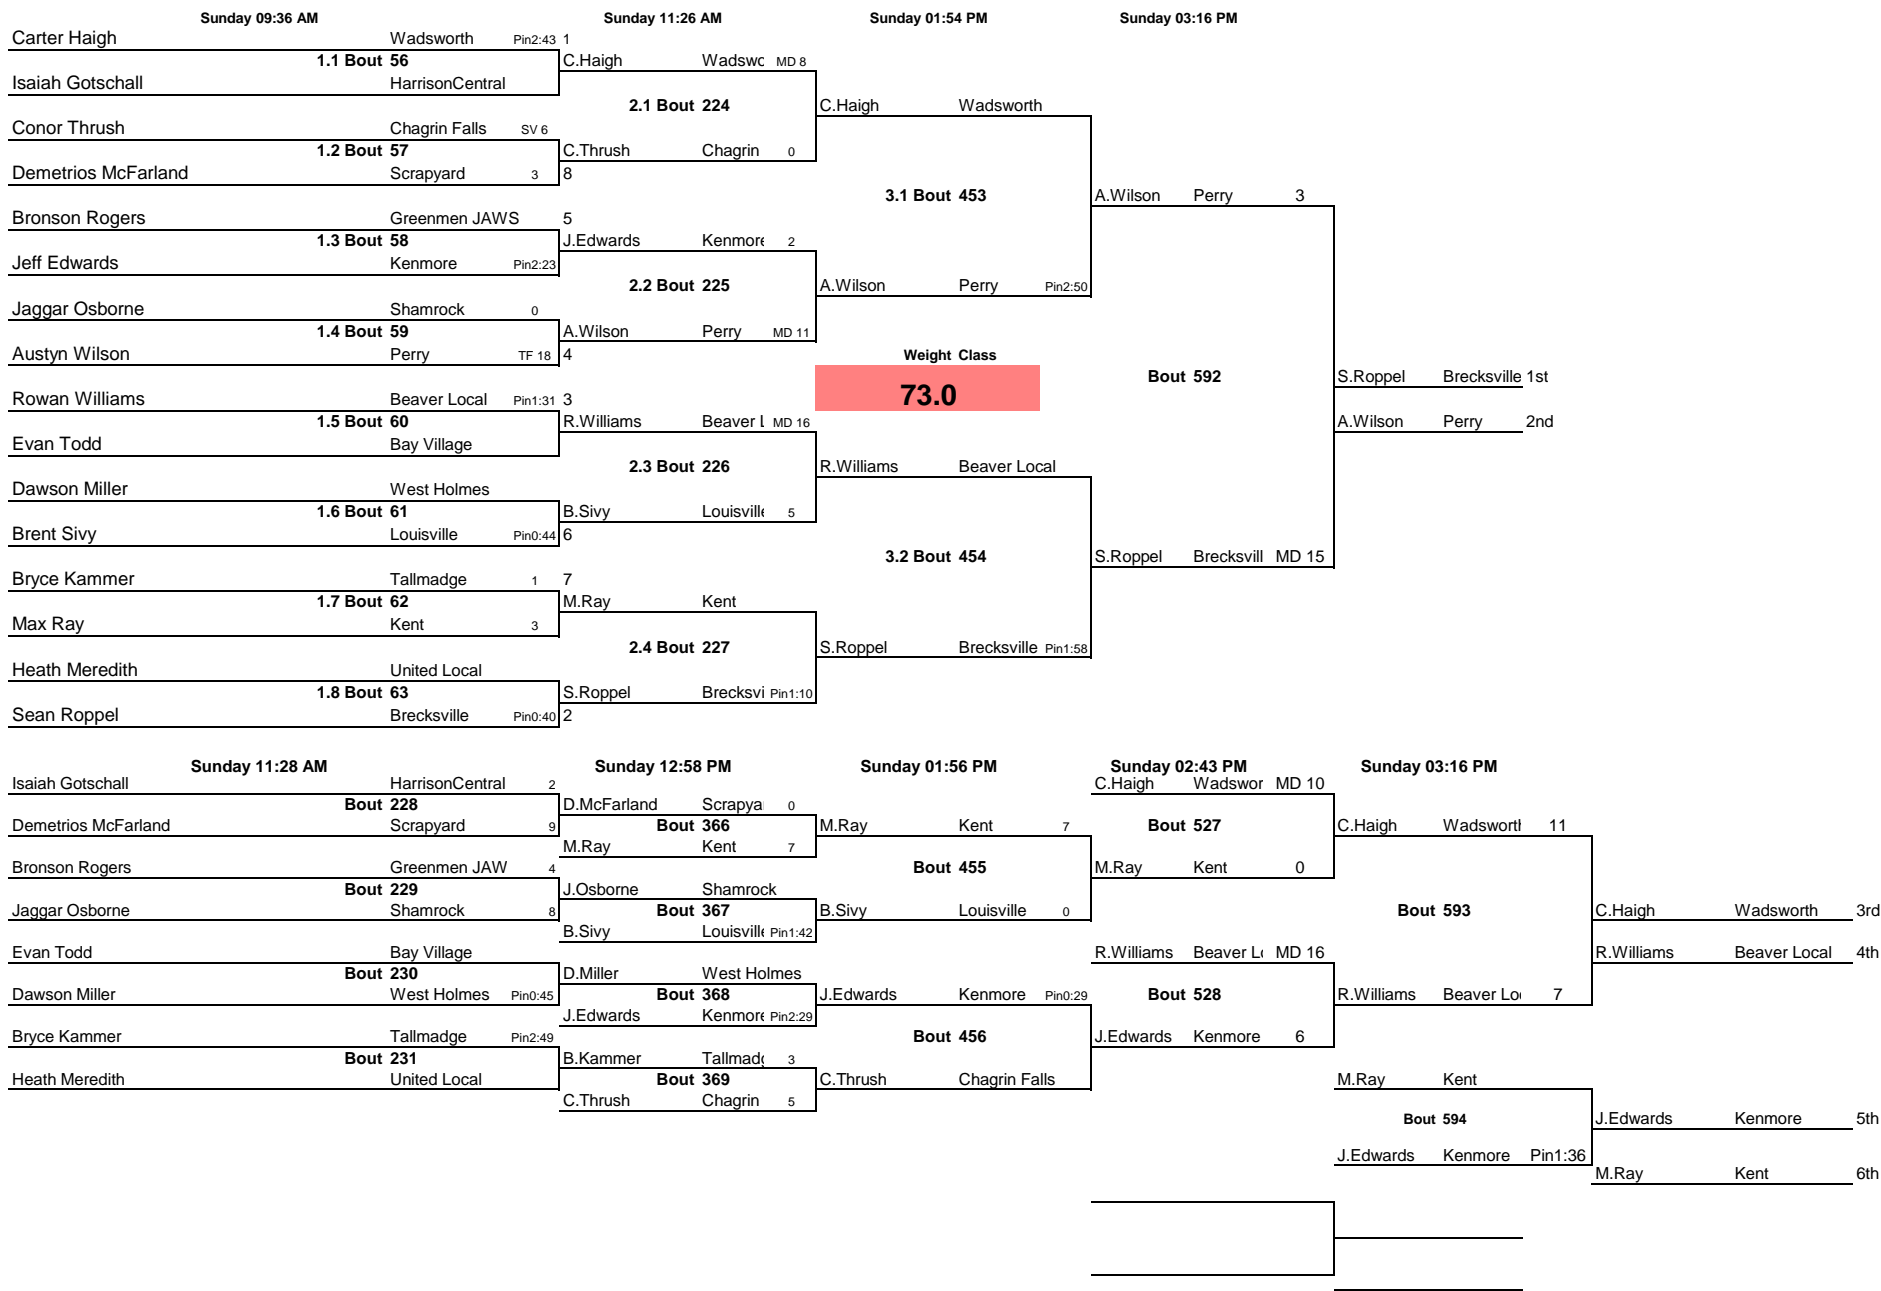 Sunday 09:36 AM Sunday 11:26 AM Sunday 01:54 PM Sunday 03:16 PM
Carter Haigh Wadsworth Pin2:43 1
1.1 Bout 56 C.Haigh Wadswc MD 8
Isaiah Gotschall HarrisonCentral
2.1 Bout 224 C.Haigh Wadsworth
Conor Thrush Chagrin Falls SV 6
1.2 Bout 57 C.Thrush Chagrin 0
Demetrios McFarland Scrapyard 3 8
3.1 Bout 453 A.Wilson Perry 3
Bronson Rogers Greenmen JAWS 5
1.3 Bout 58 J.Edwards Kenmore 2
Jeff Edwards Kenmore Pin2:23
2.2 Bout 225 A.Wilson Perry Pin2:50
Jaggar Osborne Shamrock 0
1.4 Bout 59 A.Wilson Perry MD 11
Austyn Wilson Perry TF 18 4 Weight Class
Bout 592 S.Roppel Brecksville 1st
Rowan Williams Beaver Local Pin1:31 3 73.0
1.5 Bout 60 R.Williams Beaver L MD 16 A.Wilson Perry 2nd
Evan Todd Bay Village
2.3 Bout 226 R.Williams Beaver Local
Dawson Miller West Holmes
1.6 Bout 61 B.Sivy Louisville 5
Brent Sivy Louisville Pin0:44 6
3.2 Bout 454 S.Roppel Brecksvill MD 15
Bryce Kammer Tallmadge 1 7
1.7 Bout 62 M.Ray Kent
Max Ray Kent 3
2.4 Bout 227 S.Roppel Brecksville Pin1:58
Heath Meredith United Local
1.8 Bout 63 S.Roppel Brecksvi Pin1:10
Sean Roppel Brecksville Pin0:40 2
Sunday 11:28 AM Sunday 12:58 PM Sunday 01:56 PM Sunday 02:43 PM Sunday 03:16 PM
Isaiah Gotschall HarrisonCentral 2 C.Haigh Wadswor MD 10
Bout 228 D.McFarland Scrapya 0
Demetrios McFarland Scrapyard 9 Bout 366 M.Ray Kent 7 Bout 527 C.Haigh Wadsworth 11
M.Ray Kent 7
Bronson Rogers Greenmen JAW 4 Bout 455 M.Ray Kent 0
Bout 229 J.Osborne Shamrock
Jaggar Osborne Shamrock 8 Bout 367 B.Sivy Louisville 0 Bout 593 C.Haigh Wadsworth 3rd
B.Sivy Louisville Pin1:42
Evan Todd Bay Village R.Williams Beaver Lo MD 16 R.Williams Beaver Local 4th
Bout 230 D.Miller West Holmes
Dawson Miller West Holmes Pin0:45 Bout 368 J.Edwards Kenmore Pin0:29 Bout 528 R.Williams Beaver Loc 7
J.Edwards Kenmore Pin2:29
Bryce Kammer Tallmadge Pin2:49 Bout 456 J.Edwards Kenmore 6
Bout 231 B.Kammer Tallmadg 3
Heath Meredith United Local Bout 369 C.Thrush Chagrin Falls M.Ray Kent
C.Thrush Chagrin 5
Bout 594 J.Edwards Kenmore 5th
J.Edwards Kenmore Pin1:36
M.Ray Kent 6th